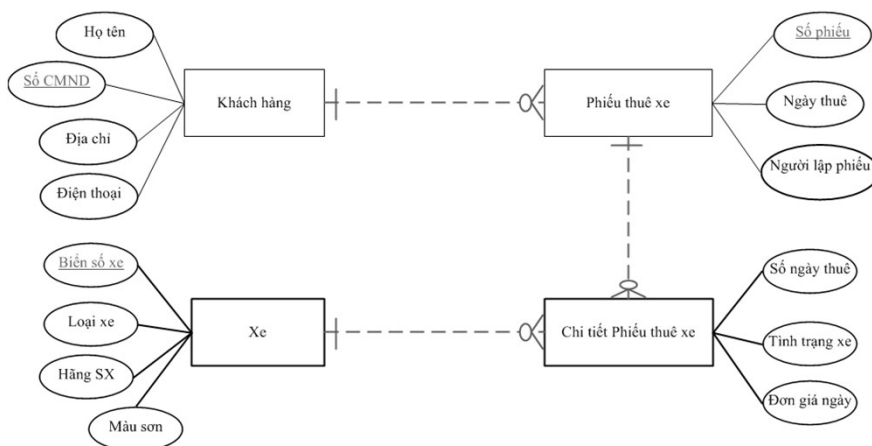 Họ tên
Số CMND
Địa chỉ
Điện thoại
Khách hàng
Phiếu thuê xe
Số phiếu
Ngày thuê
Người lập phiếu
Biển số xe
Loại xe
Hãng SX
Màu sơn
Xe
Chi tiết Phiếu thuê xe
Số ngày thuê
Tình trạng xe
Đơn giá ngày